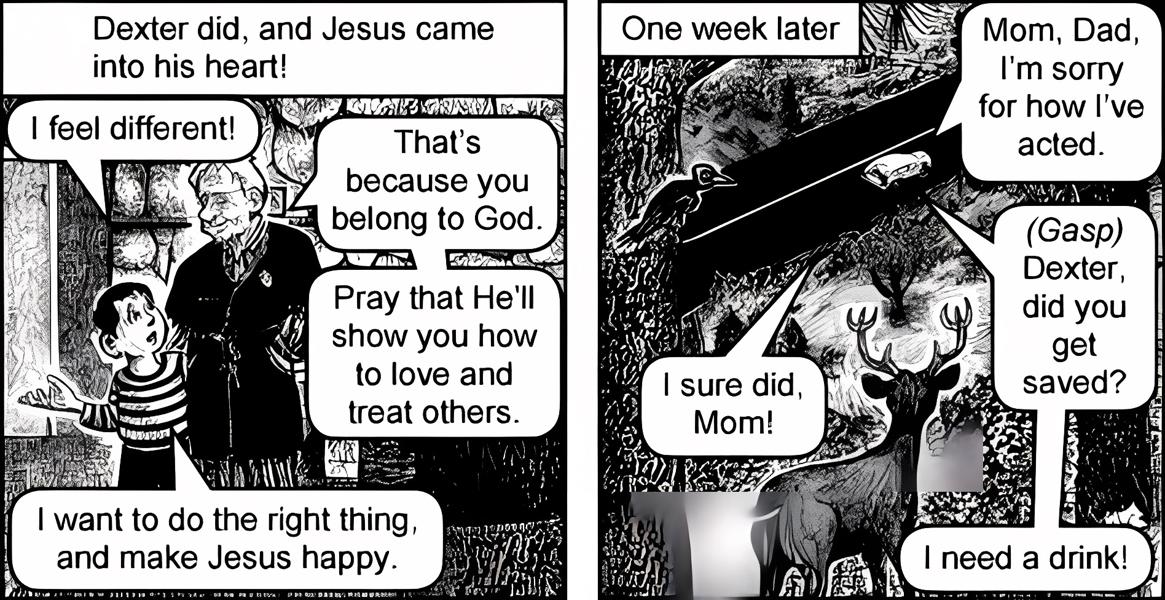 Dexter did, and Jesus came
into his heart!
I feel different!
That's
because you
belong to God.
Pray that He'll
show you how
to love and
treat others.
I want to do the right thing,
and make Jesus happy.
One week later
Mom, Dad,
I'm sorry
for how I've
acted.
(Gasp)
Dexter,
did you
get
saved?
I sure did,
Mom!
I need a drink!